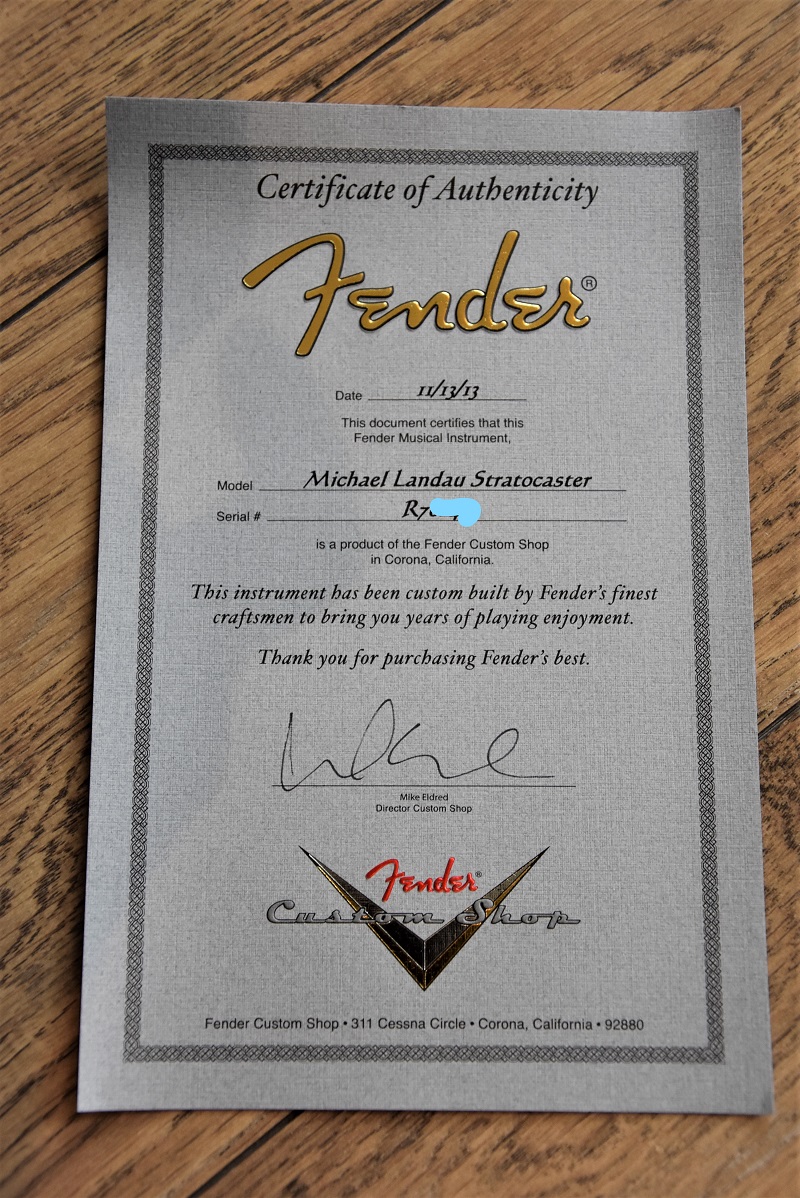 Certificate of Authenticity
Fender®
Date 11/13/13
This document certifies that this
Fender Musical Instrument,
Model Michael Landau Stratocaster
Serial # R7
is a product of the Fender Custom Shop
in Corona, California.
This instrument has been custom built by Fender's finest
craftsmen to bring you years of playing enjoyment.
Thank you for purchasing Fender's best.
Mike Eldred
Director Custom Shop
Fender®
Custom Shop
Fender Custom Shop • 311 Cessna Circle • Corona, California • 92880